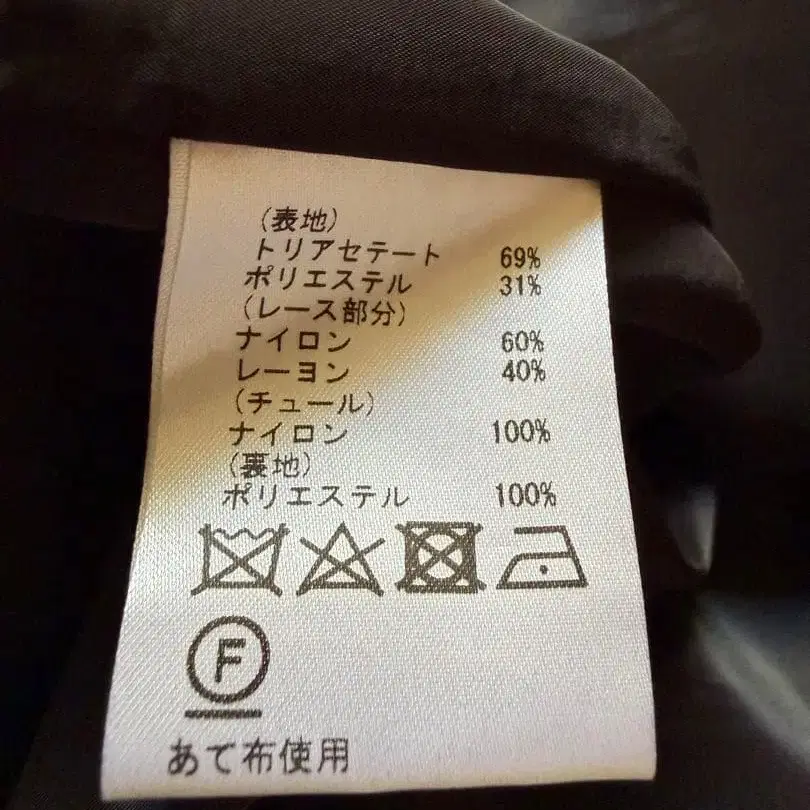 (表地)
トリアセテート 69%
ポリエステル 31%
(レース部分)
ナイロン 60%
レーヨン 40%
(チュール)
ナイロン 100%
(裏地)
ポリエステル 100%
F
あて布使用